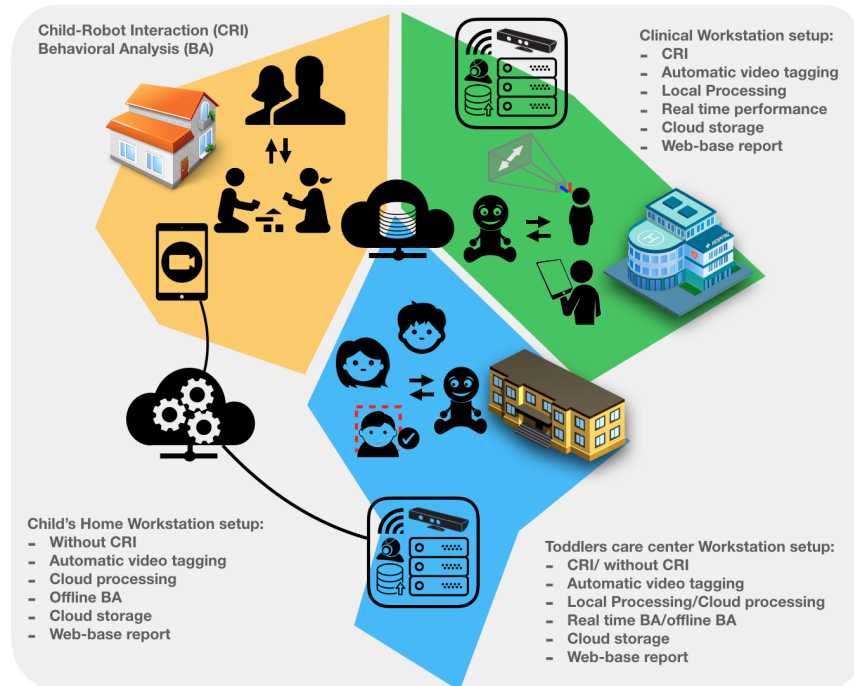 Child-Robot Interaction (CRI)
Behavioral Analysis (BA)
Clinical Workstation setup:
- CRI
- Automatic video tagging
- Local Processing
- Real time performance
- Cloud storage
- Web-base report
H
HOSPITAL
Child's Home Workstation setup:
- Without CRI
- Automatic video tagging
- Cloud processing
- Offline BA
- Cloud storage
- Web-base report
Toddlers care center Workstation setup:
- CRI/ without CRI
- Automatic video tagging
- Local Processing/Cloud processing
- Real time BA/offline BA
- Cloud storage
- Web-base report